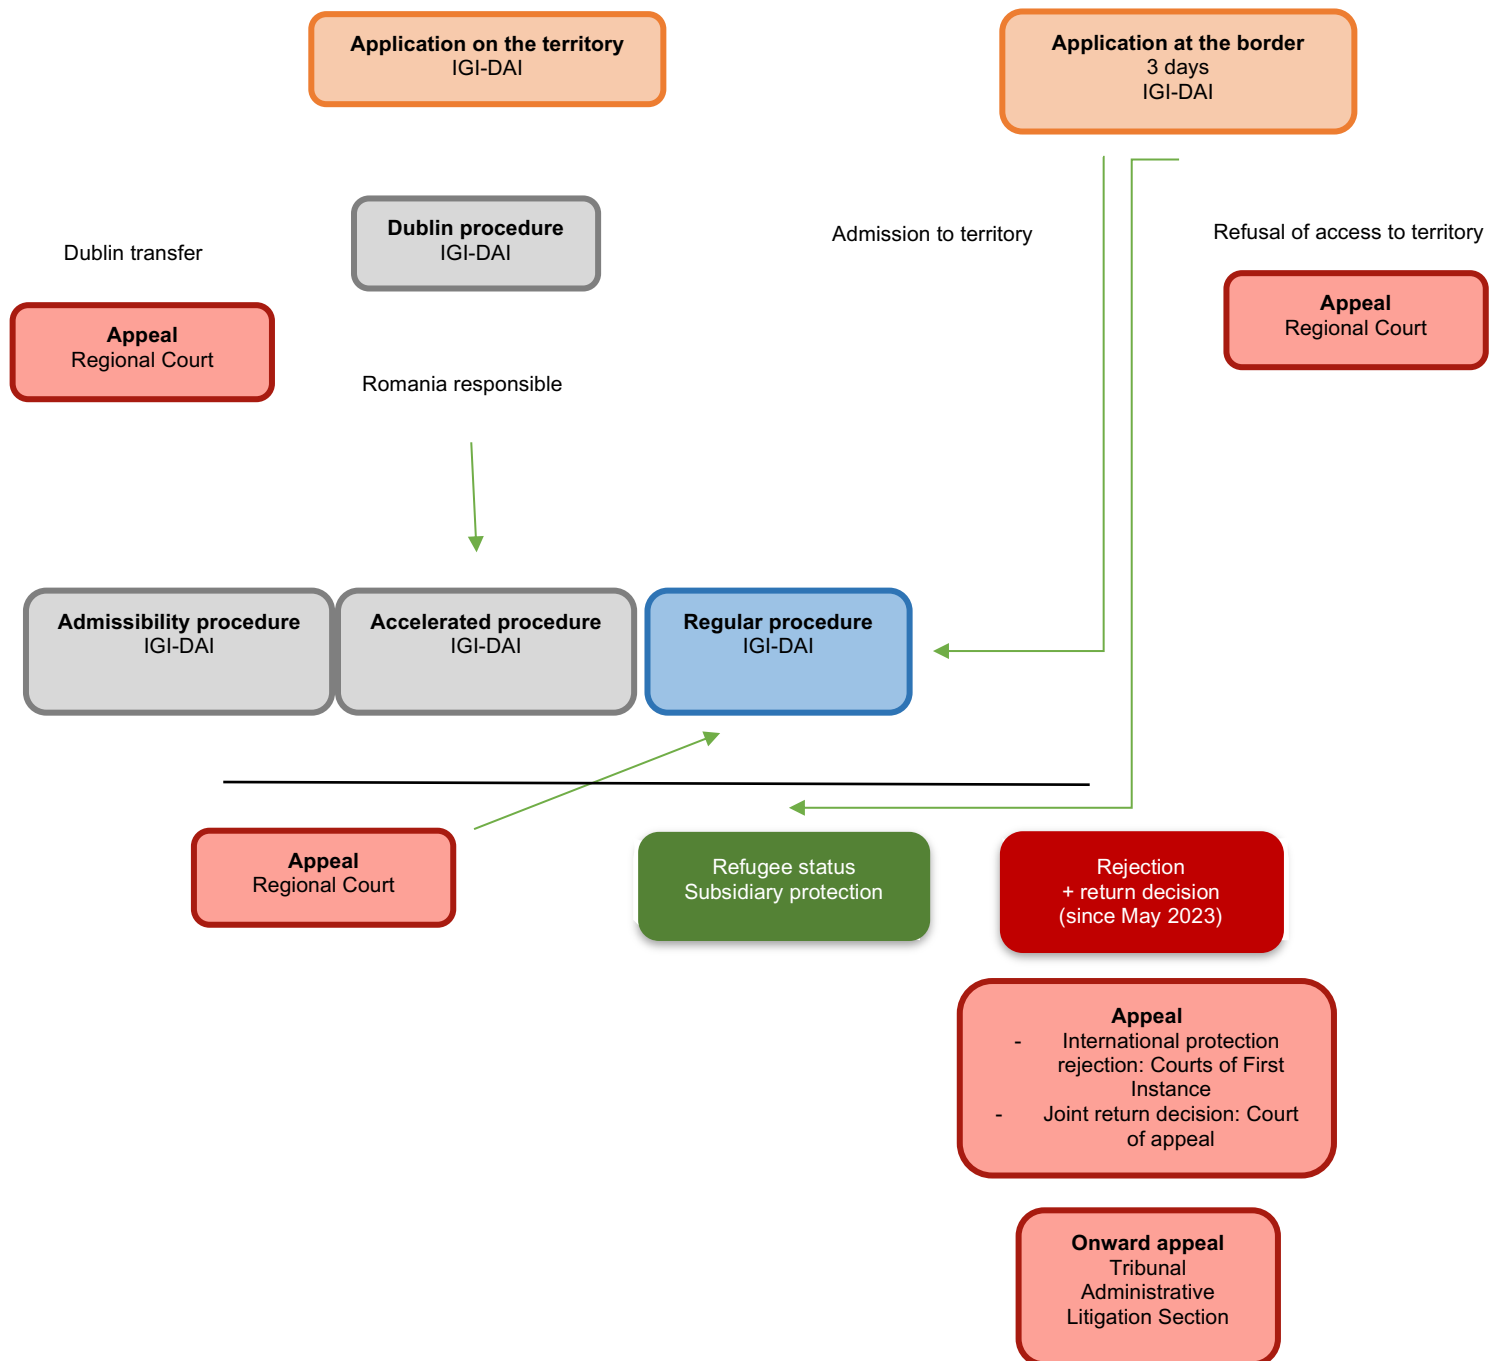 Application on the territory
IGI-DAI
Application at the border
3 days
IGI-DAI
Dublin procedure
IGI-DAI
Dublin transfer
Admission to territory
Refusal of access to territory
Appeal
Regional Court
Appeal
Regional Court
Romania responsible
Admissibility procedure
IGI-DAI
Accelerated procedure
IGI-DAI
Regular procedure
IGI-DAI
Appeal
Regional Court
Refugee status
Subsidiary protection
Rejection
+ return decision
(since May 2023)
Appeal
- International protection
rejection: Courts of First
Instance
- Joint return decision: Court
of appeal
Onward appeal
Tribunal
Administrative
Litigation Section